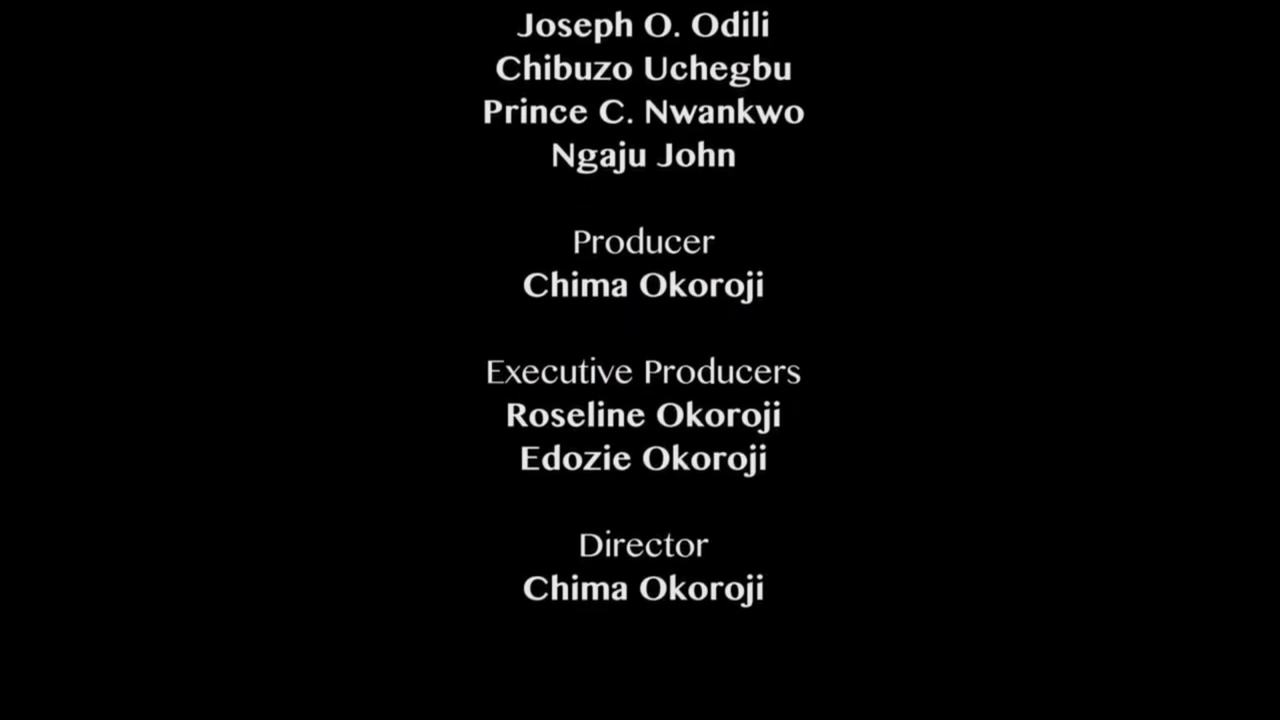 Joseph O. Odili
Chibuzo Uchegbu
Prince C. Nwankwo
Ngaju John
Producer
Chima Okoroji
Executive Producers
Roseline Okoroji
Edozie Okoroji
Director
Chima Okoroji